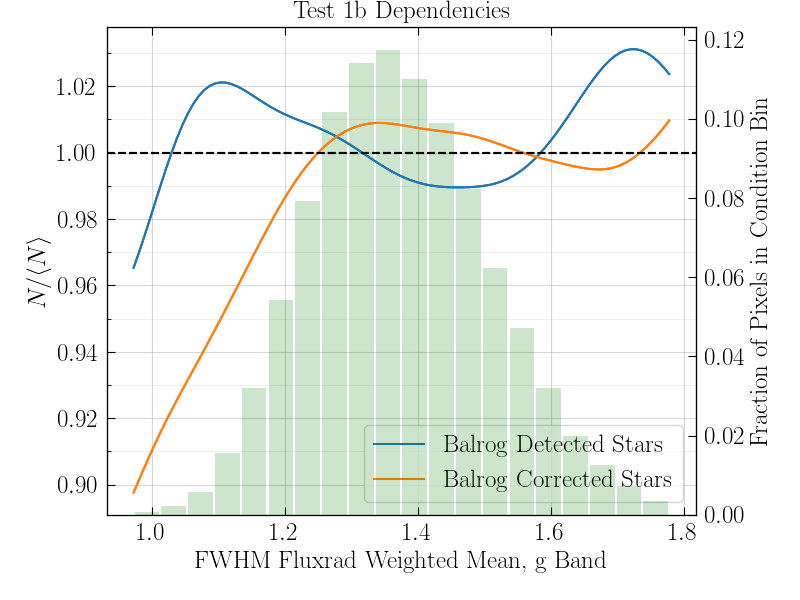 Test 1b Dependencies
N/⟨N⟩
1.02
1.00
0.98
0.96
0.94
0.92
0.90
0.12
0.10
0.08
0.06
0.04
0.02
0.00
Fraction of Pixels in Condition Bin
Balrog Detected Stars
Balrog Corrected Stars
1.0 1.2 1.4 1.6 1.8
FWHM Fluxrad Weighted Mean, g Band